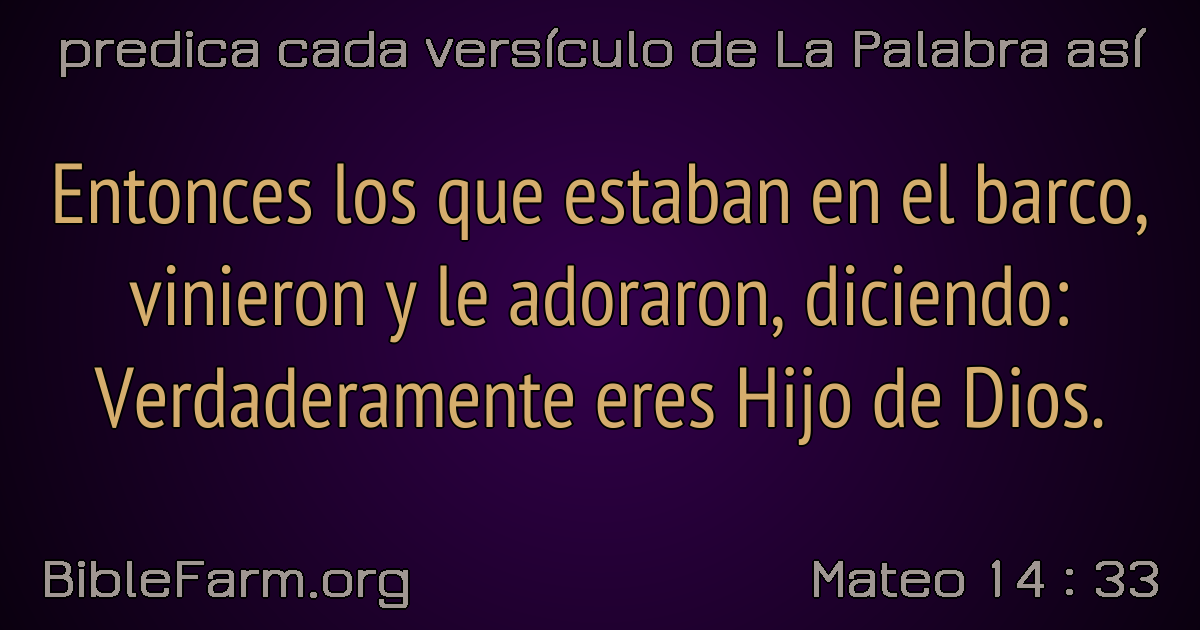 predica cada versículo de La Palabra así
Entonces los que estaban en el barco,
vinieron y le adoraron, diciendo:
Verdaderamente eres Hijo de Dios.
BibleFarm.org
Mateo 14 : 33